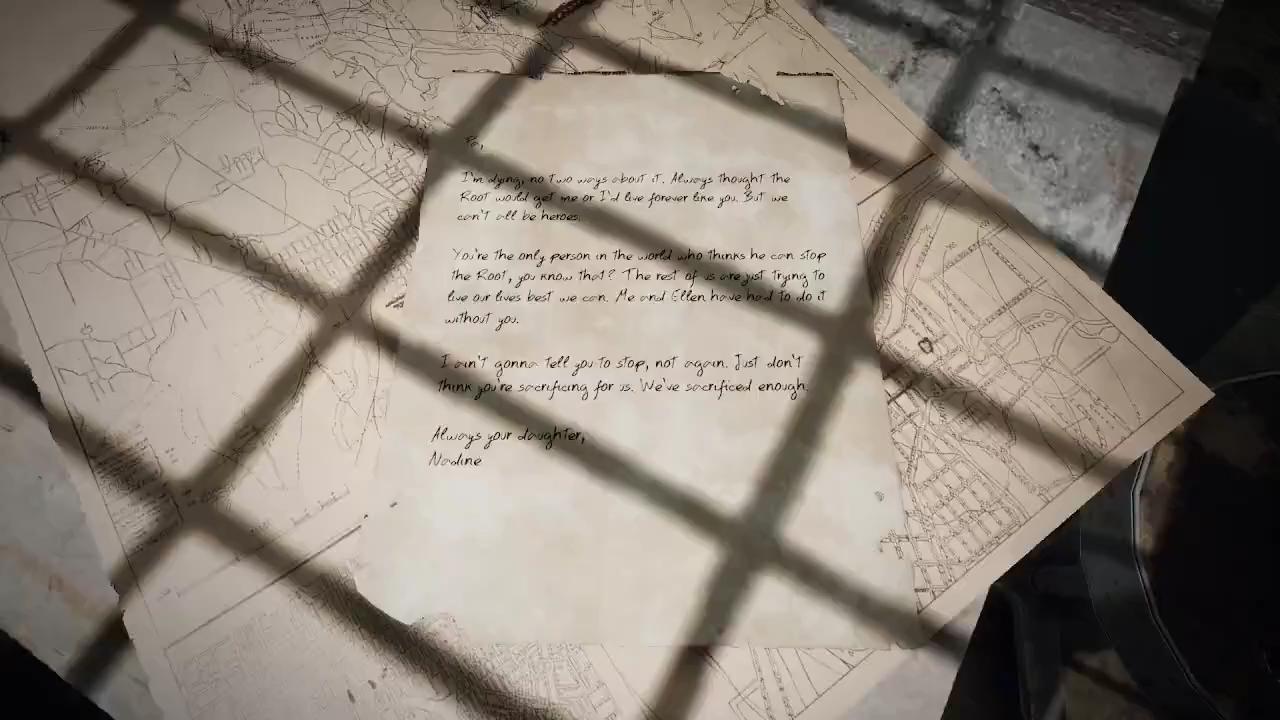 Pa,
I'm dying, no two ways about it. Always thought the
Root would get me or I'd live forever like you. But we
can't all be heroes.
You're the only person in the world who thinks he can stop
the Root, you know that? The rest of us are just trying to
live our lives best we can. Me and Ellen have had to do it
without you.
I ain't gonna tell you to stop, not again. Just don't
think you're sacrificing for us. We've sacrificed enough.
Always your daughter,
Nadine